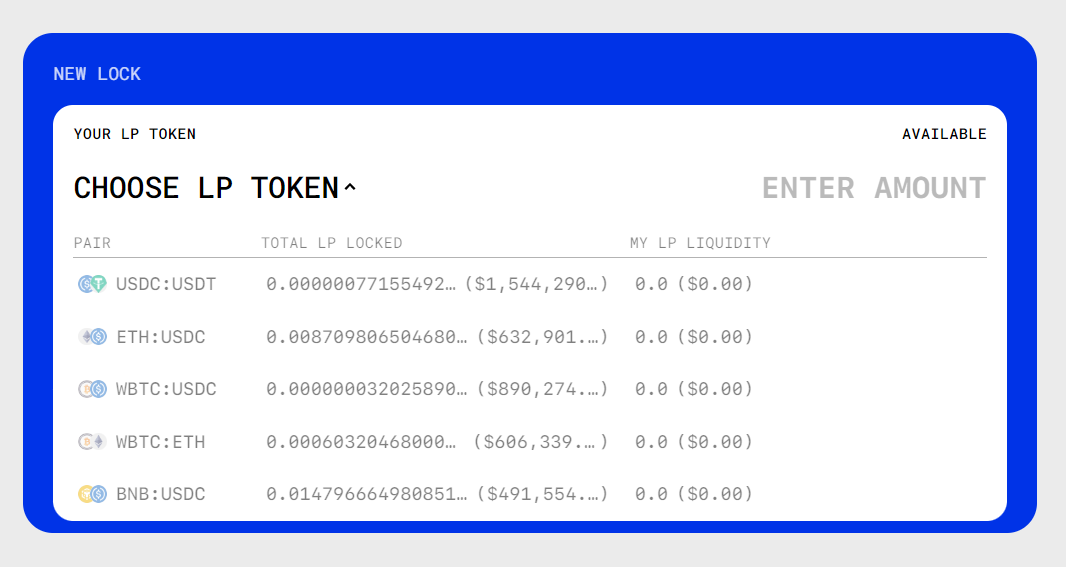 NEW LOCK
YOUR LP TOKEN AVAILABLE
CHOOSE LP TOKEN ENTER AMOUNT
PAIR TOTAL LP LOCKED MY LP LIQUIDITY
USDC:USDT 0.00000077155492… ($1,544,290…) 0.0 ($0.00)
ETH:USDC 0.008709806504680… ($632,901.…) 0.0 ($0.00)
WBTC:USDC 0.000000032025890… ($890,274.…) 0.0 ($0.00)
WBTC:ETH 0.00060320468000… ($606,339.…) 0.0 ($0.00)
BNB:USDC 0.014796664980851… ($491,554.…) 0.0 ($0.00)